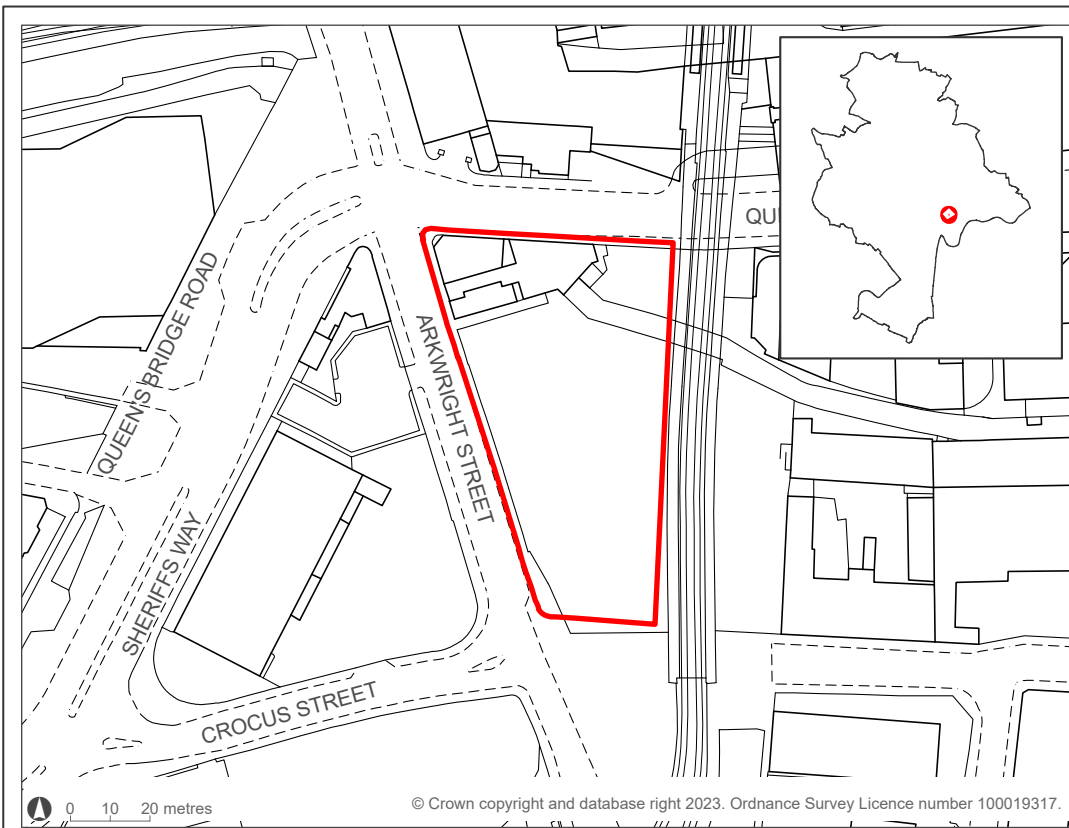 QUEEN'S BRIDGE ROAD
SHERIFFS WAY
ARKWRIGHT STREET
CROCUS STREET
QU
0 10 20 metres
© Crown copyright and database right 2023. Ordnance Survey Licence number 100019317.